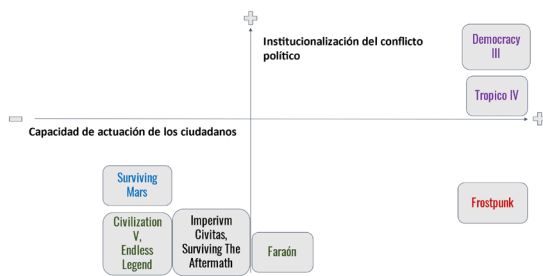 Institucionalización del conflicto
político
Democracy
III
Tropico IV
Capacidad de actuación de los ciudadanos
Surviving
Mars
Frostpunk
Civilization
V,
Endless
Legend
Imperivm
Civitas,
Surviving The
Aftermath
Faraón